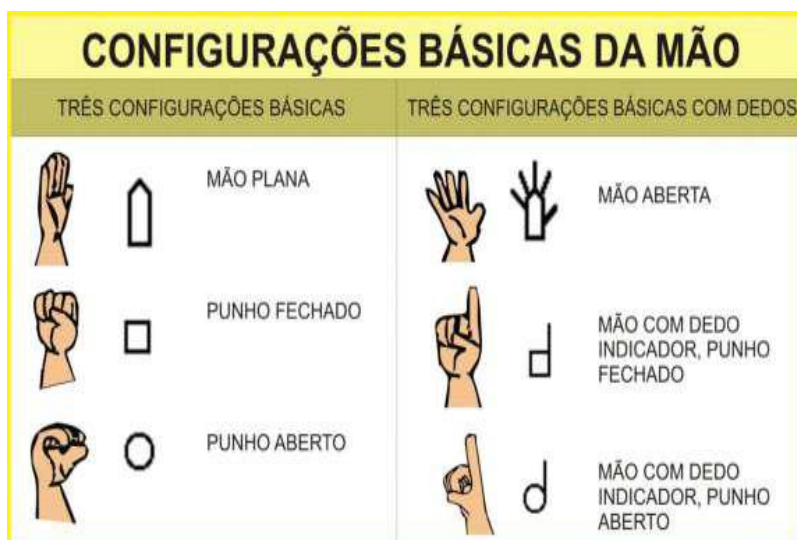 CONFIGURAÇÕES BÁSICAS DA MÃO
TRÊS CONFIGURAÇÕES BÁSICAS
MÃO PLANA
PUNHO FECHADO
PUNHO ABERTO
TRÊS CONFIGURAÇÕES BÁSICAS COM DEDOS
MÃO ABERTA
MÃO COM DEDO
INDICADOR, PUNHO
FECHADO
MÃO COM DEDO
INDICADOR, PUNHO
ABERTO